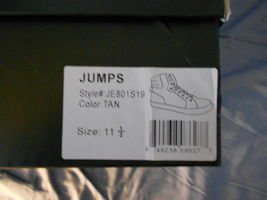 JUMPS
Style# JE801S19
Color: TAN
Size: 11 ½